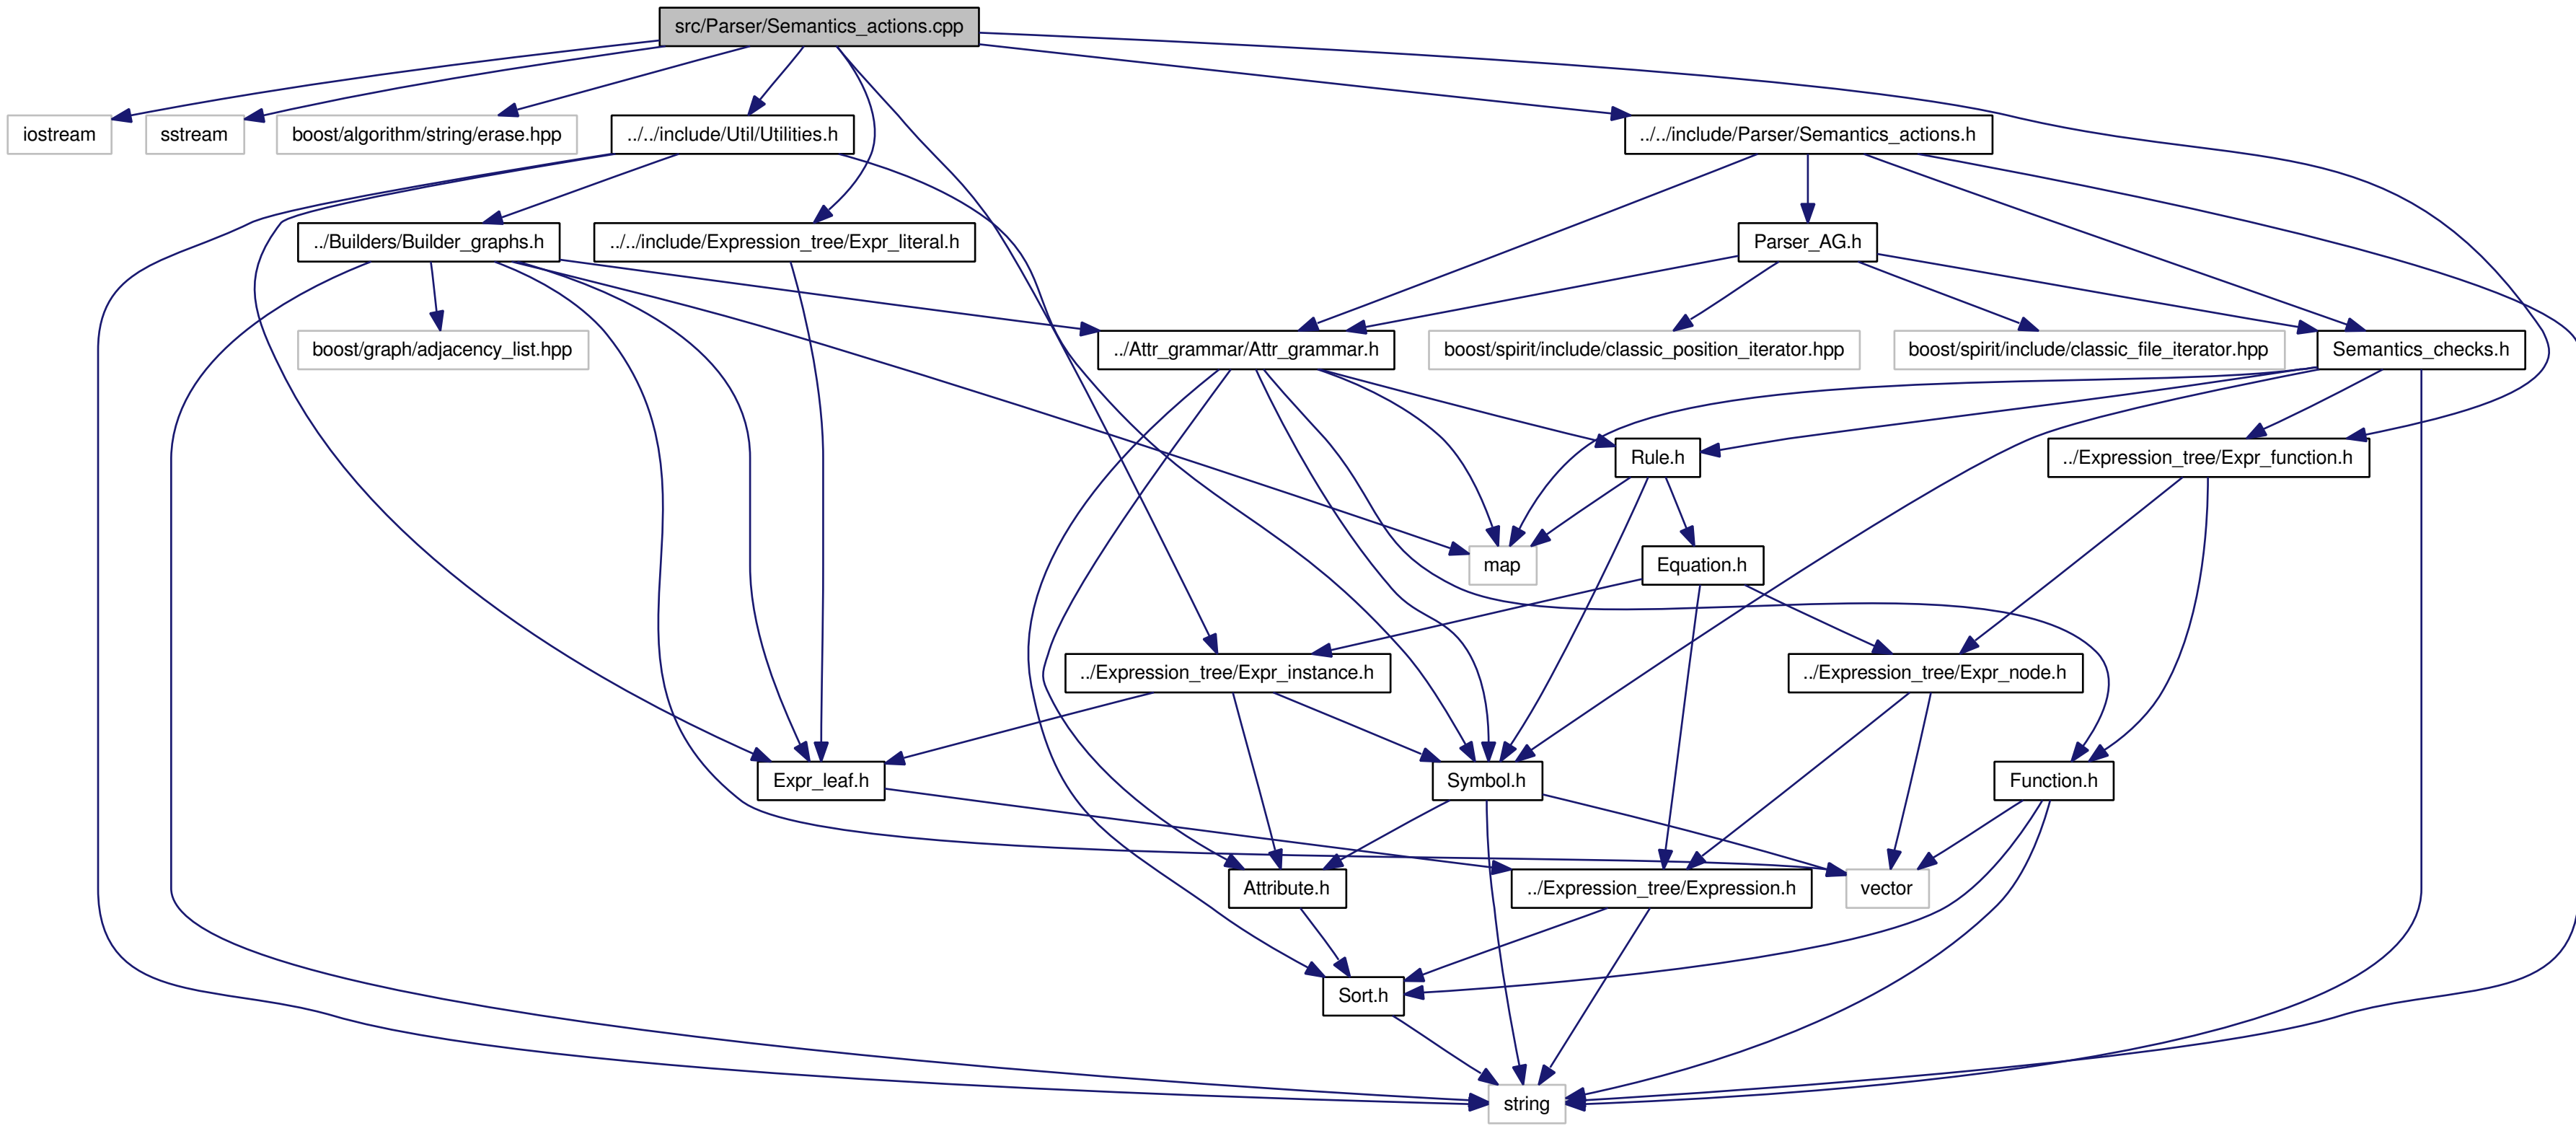 src/Parser/Semantics_actions.cpp
iostream
sstream
boost/algorithm/string/erase.hpp
../../include/Util/Utilities.h
../../include/Parser/Semantics_actions.h
../Builders/Builder_graphs.h
../../include/Expression_tree/Expr_literal.h
Parser_AG.h
boost/graph/adjacency_list.hpp
../Attr_grammar/Attr_grammar.h
boost/spirit/include/classic_position_iterator.hpp
boost/spirit/include/classic_file_iterator.hpp
Semantics_checks.h
Rule.h
../Expression_tree/Expr_function.h
map
Equation.h
../Expression_tree/Expr_instance.h
../Expression_tree/Expr_node.h
Expr_leaf.h
Symbol.h
Function.h
Attribute.h
../Expression_tree/Expression.h
vector
Sort.h
string